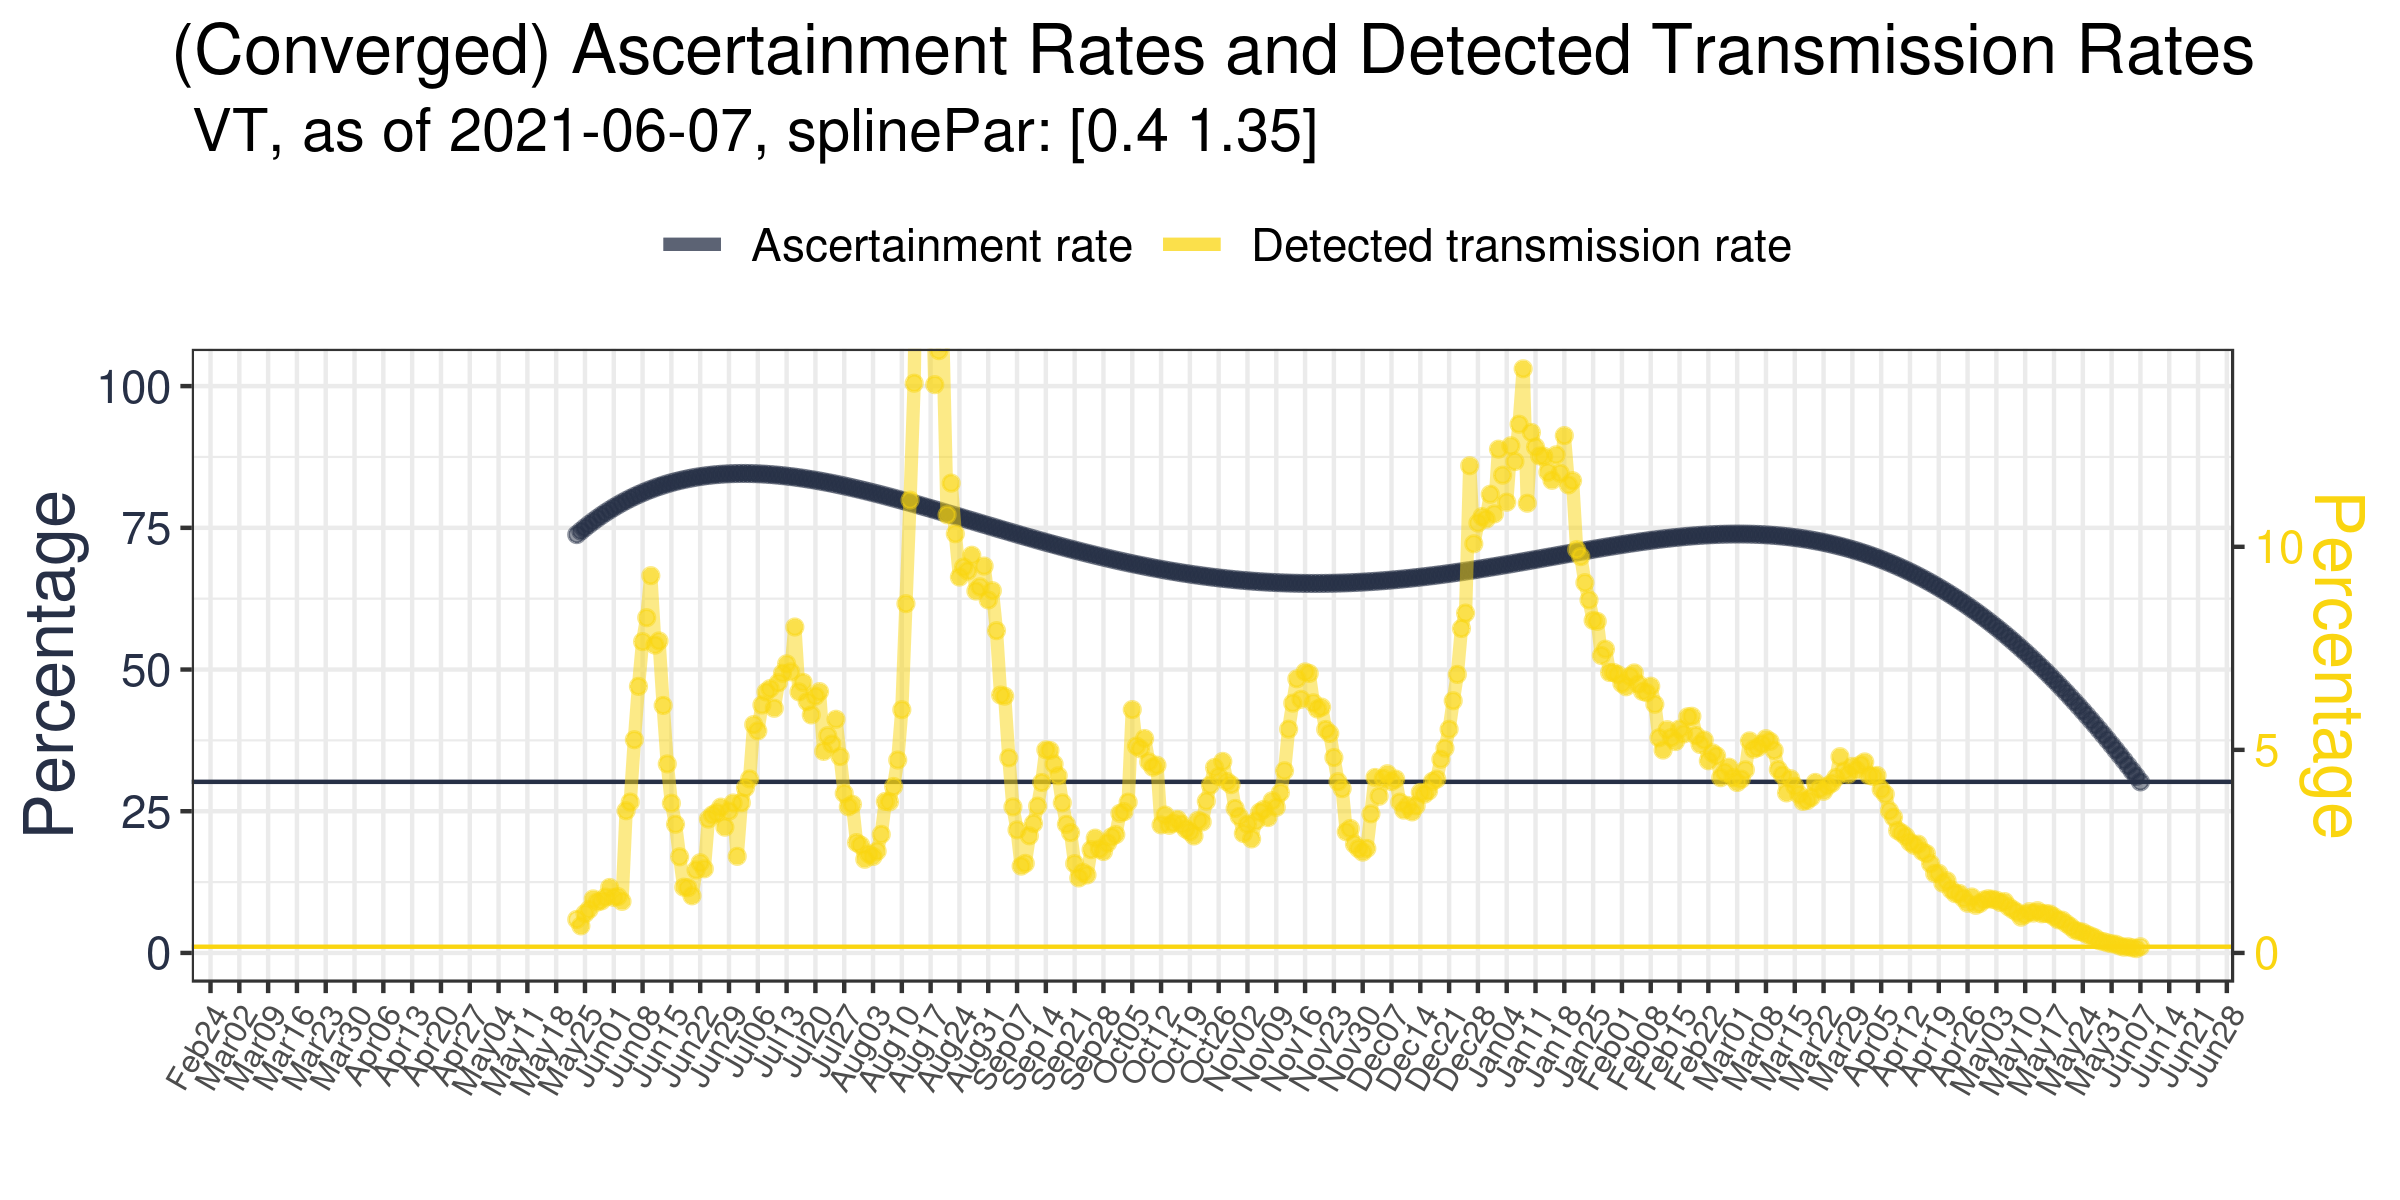 (Converged) Ascertainment Rates and Detected Transmission Rates
VT, as of 2021-06-07, splinePar: [0.4 1.35]
Ascertainment rate
Detected transmission rate
Percentage
100
75
50
25
0
10
5
0
Percentage
Feb24
Mar02
Mar09
Mar16
Mar23
Mar30
Apr06
Apr13
Apr20
Apr27
May04
May11
May18
May25
Jun01
Jun08
Jun15
Jun22
Jun29
Jul06
Jul13
Jul20
Jul27
Aug03
Aug10
Aug17
Aug24
Aug31
Sep07
Sep14
Sep21
Sep28
Oct05
Oct12
Oct19
Oct26
Nov02
Nov09
Nov16
Nov23
Nov30
Dec07
Dec14
Dec21
Dec28
Dec04
Jan11
Jan18
Jan25
Feb01
Feb08
Feb15
Feb22
Mar01
Mar08
Mar15
Mar22
Mar29
Apr05
Apr12
Apr19
Apr26
May03
May10
May17
May24
May31
Jun07
Jun14
Jun21
Jun28